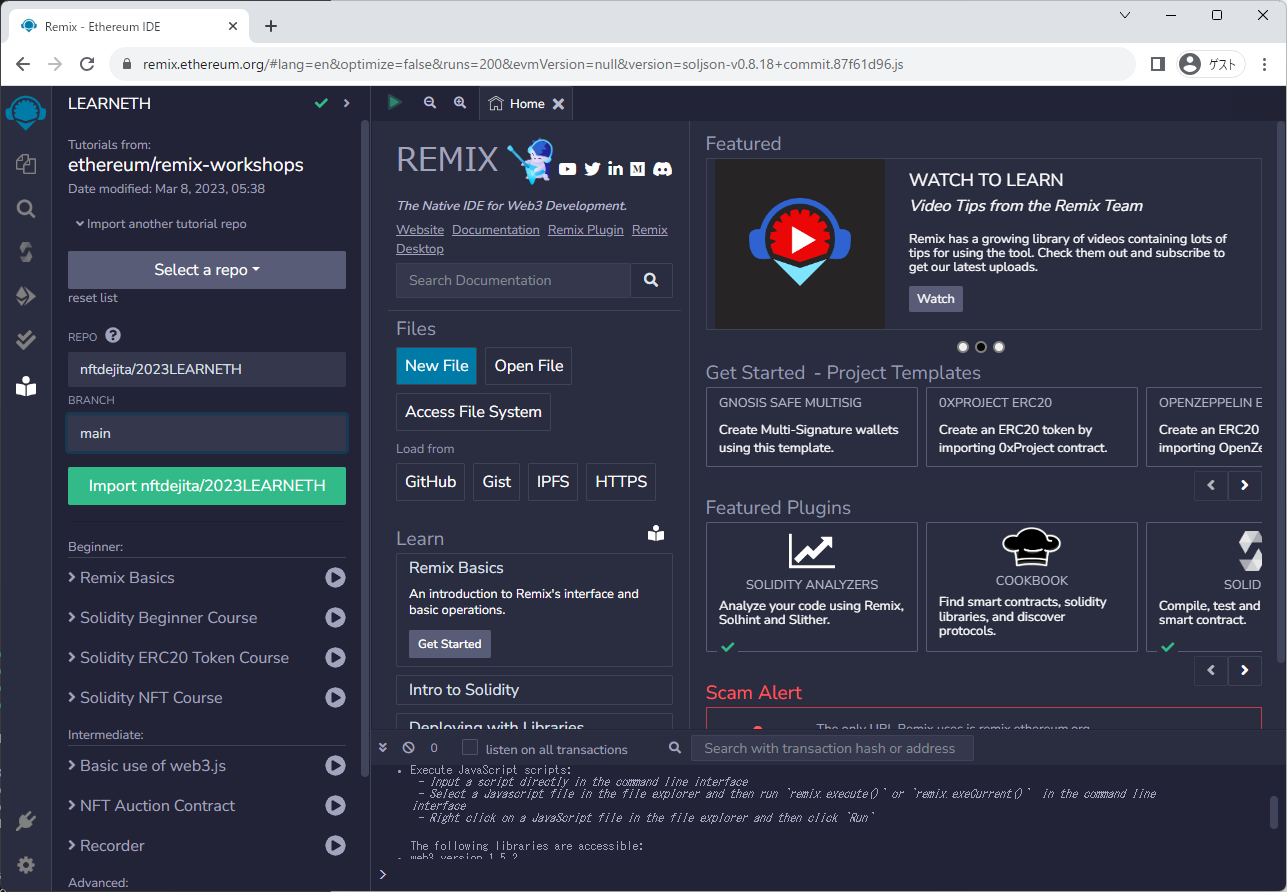 Remix - Ethereum IDE
remix.ethereum.org/#lang=en&optimize=false&runs=200&evmVersion=null&version=soljson-v0.8.18+commit.87f61d96.js
ゲスト
LEARNETH
Tutorials from:
ethereum/remix-workshops
Date modified: Mar 8, 2023, 05:38
Import another tutorial repo
Select a repo
reset list
REPO ?
nftdejita/2023LEARNETH
BRANCH
main
Import nftdejita/2023LEARNETH
Beginner:
Remix Basics
Solidity Beginner Course
Solidity ERC20 Token Course
Solidity NFT Course
Intermediate:
Basic use of web3.js
NFT Auction Contract
Recorder
Advanced:
Home
REMIX
The Native IDE for Web3 Development.
Website Documentation Remix Plugin Remix
Desktop
Search Documentation
Files
New File
Open File
Access File System
Load from
GitHub
Gist
IPFS
HTTPS
Learn
Remix Basics
An introduction to Remix's interface and
basic operations.
Get Started
Intro to Solidity
Deploying with Libraries
Featured
WATCH TO LEARN
Video Tips from the Remix Team
Remix has a growing library of videos containing lots of
tips for using the tool. Check them out and subscribe to
get our latest uploads.
Watch
Get Started - Project Templates
GNOSIS SAFE MULTISIG
Create Multi-Signature wallets
using this template.
0XPROJECT ERC20
Create an ERC20 token by
importing 0xProject contract.
OPENZEPPELIN E
Create an ERC20
importing OpenZe
Featured Plugins
SOLIDITY ANALYZERS
Analyze your code using Remix,
Solhint and Slither.
COOKBOOK
Find smart contracts, solidity
libraries, and discover
protocols.
SOLID
Compile, test and
smart contract.
Scam Alert
The only URL Remix uses is remix.ethereum.org
0
listen on all transactions
Search with transaction hash or address
• Execute JavaScript scripts:
- Input a script directly in the command line interface
- Select a Javascript file in the file explorer and then run `remix.execute()` or `remix.exeCurrent()` in the command line
interface
- Right click on a JavaScript file in the file explorer and then click `Run`
The following libraries are accessible:
• web3 version 1.5.2
>